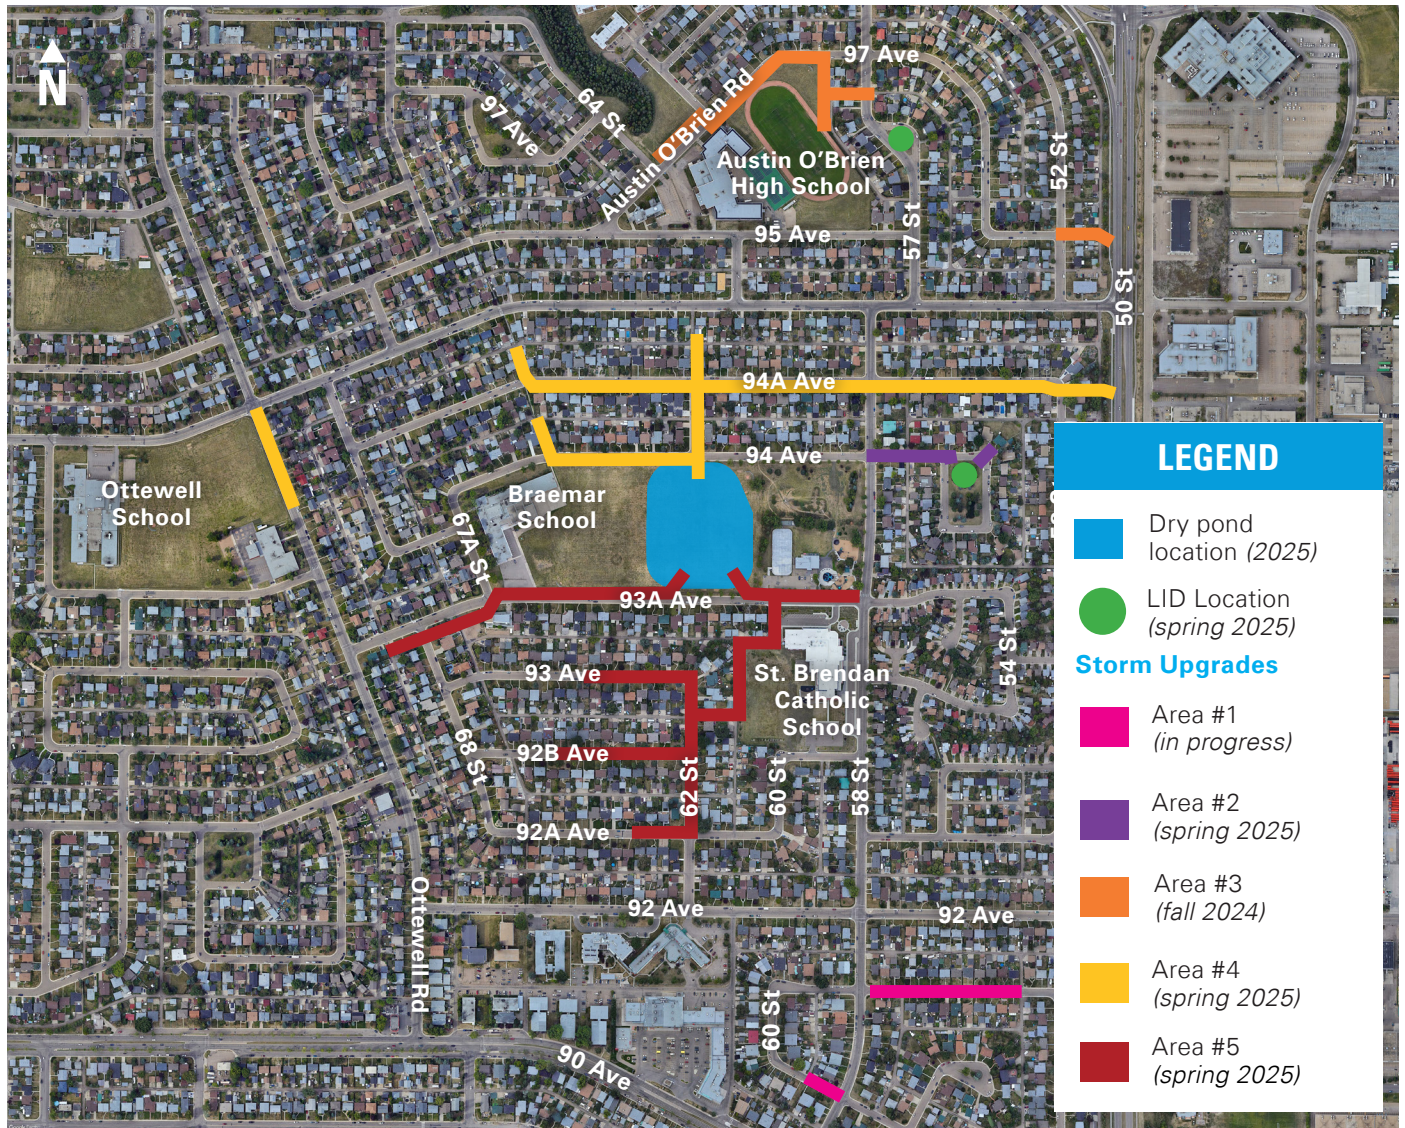 N
97 Ave
Austin O'Brien Rd
64 St
97 Ave
Austin O'Brien
High School
52 St
57 St
95 Ave
50 St
94A Ave
94 Ave
Ottewell
School
Braemar
School
67A St
93A Ave
54 St
93 Ave
St. Brendan
Catholic
School
68 St
92B Ave
62 St
60 St
58 St
92A Ave
Ottewell Rd
92 Ave
92 Ave
60 St
90 Ave
LEGEND
Dry pond
location (2025)
LID Location
(spring 2025)
Storm Upgrades
Area #1
(in progress)
Area #2
(spring 2025)
Area #3
(fall 2024)
Area #4
(spring 2025)
Area #5
(spring 2025)